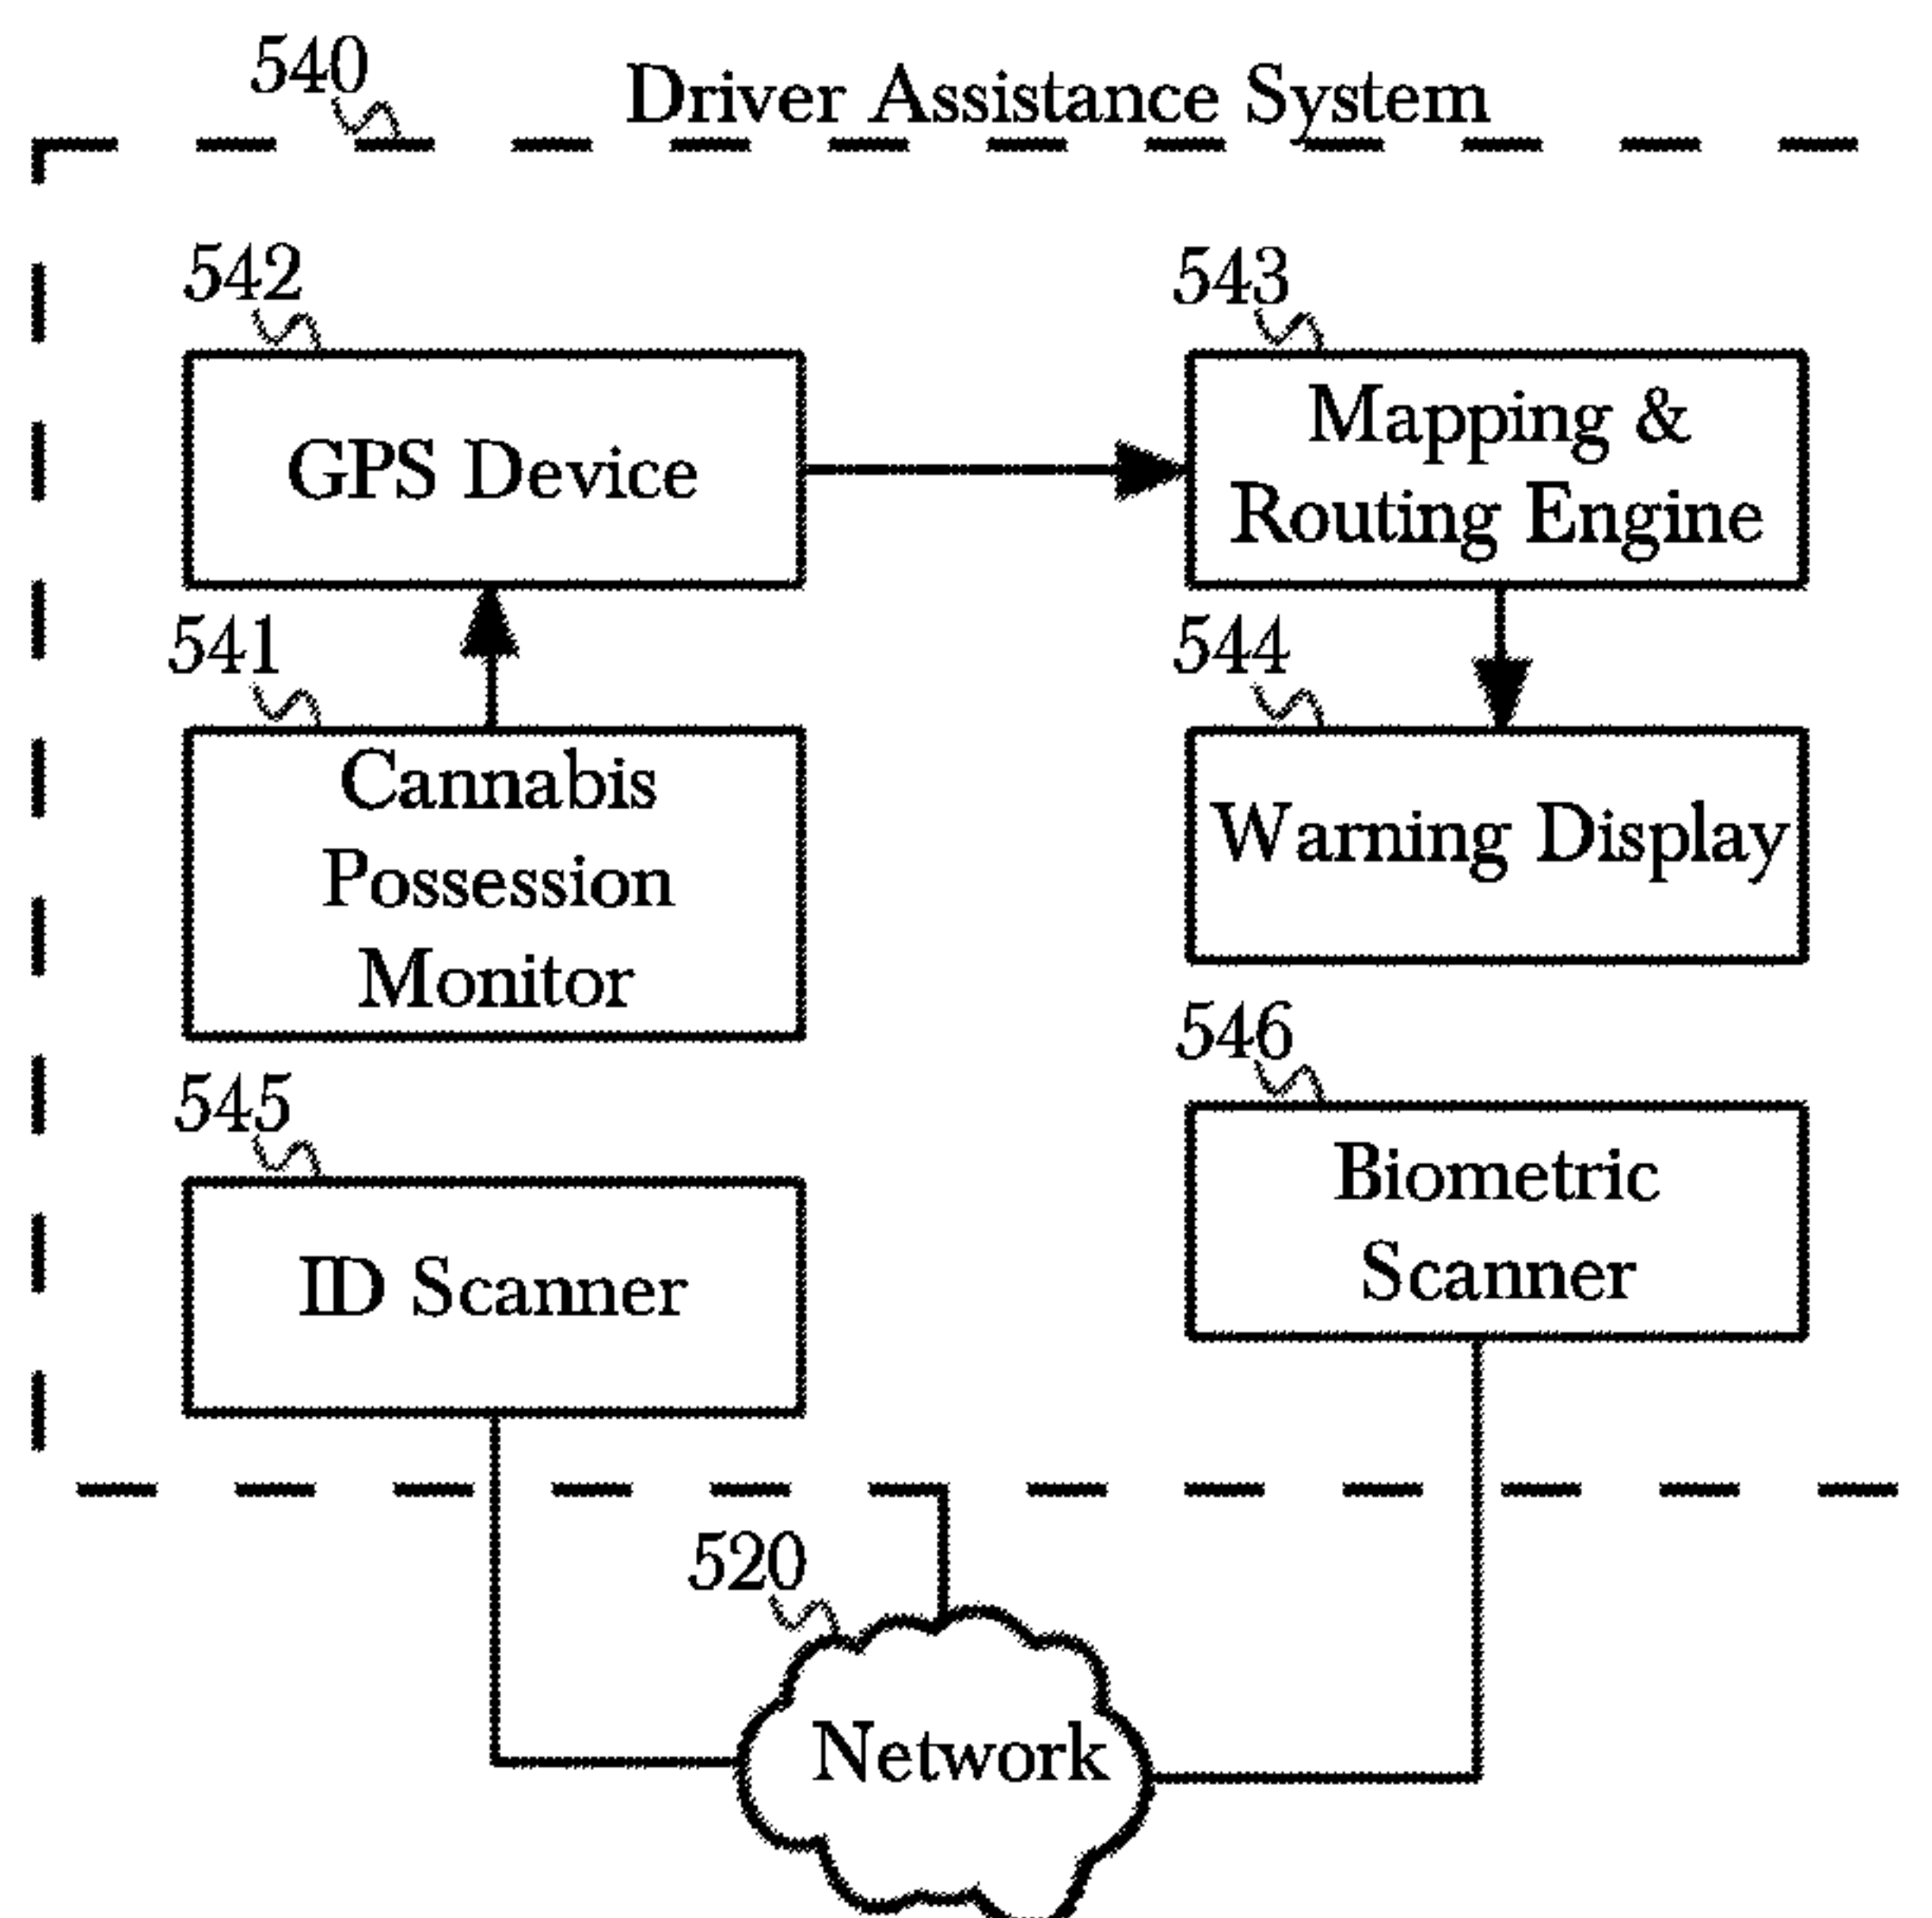 540
Driver Assistance System
542
GPS Device
543
Mapping &
Routing Engine
541
Cannabis
Possession
Monitor
544
Warning Display
545
ID Scanner
546
Biometric
Scanner
520
Network